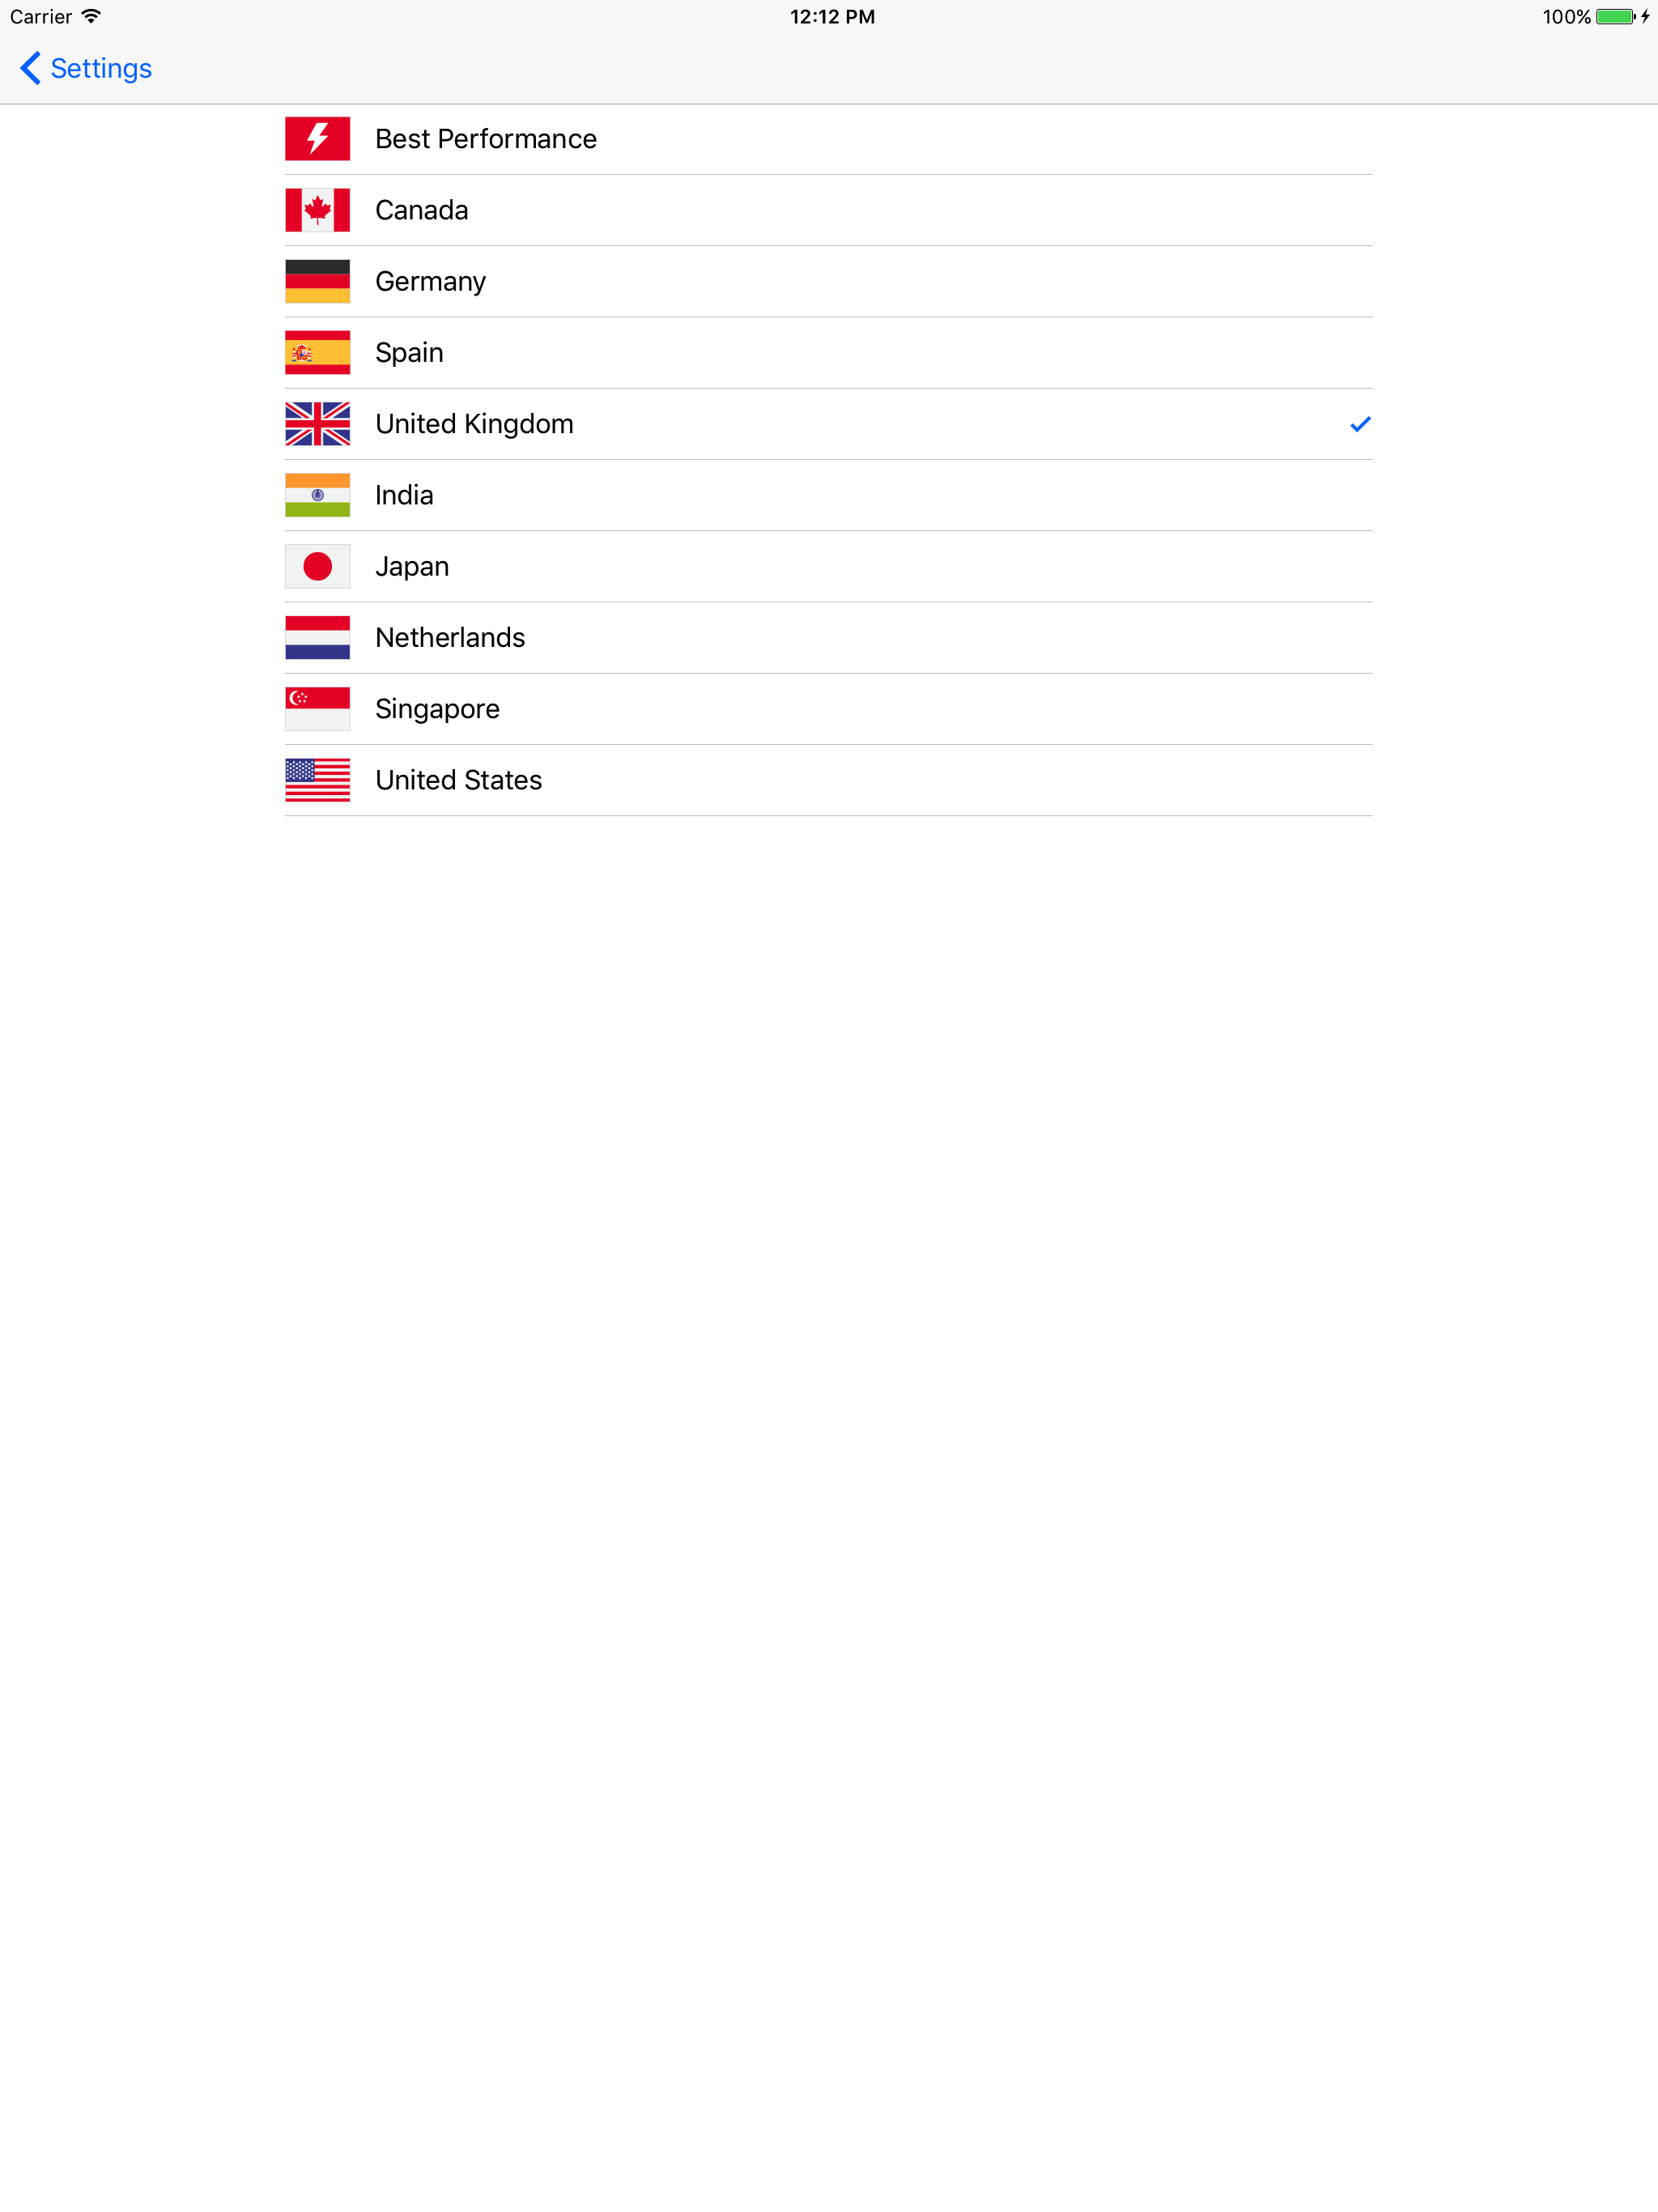 Carrier 12:12 PM 100%
Settings
Best Performance
Canada
Germany
Spain
United Kingdom
India
Japan
Netherlands
Singapore
United States